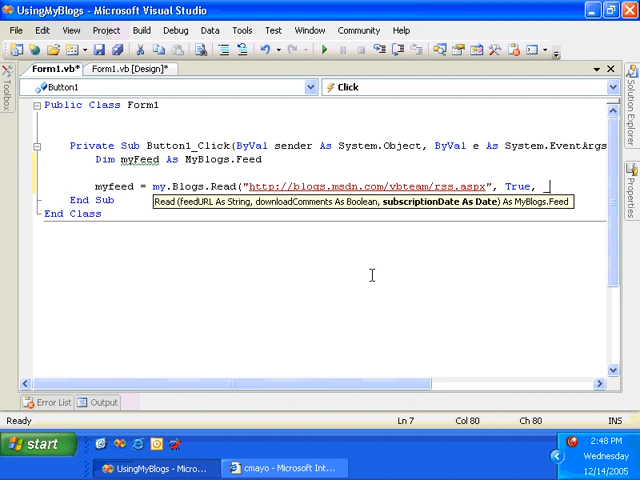 UsingMyBlogs - Microsoft Visual Studio
File Edit View Project Build Debug Data Tools Window Community Help
Form1.vb* Form1.vb [Design]*
Button1 Click
Toolbox
Solution Explorer
Properties
Public Class Form1
Private Sub Button1_Click(ByVal sender As System.Object, ByVal e As System.EventArgs
Dim myFeed As MyBlogs.Feed
myfeed = my.Blogs.Read("http://blogs.msdn.com/vbteam/rss.aspx", True, _
End Sub
Read (feedURL As String, downloadComments As Boolean, subscriptionDate As Date) As MyBlogs.Feed
End Class
Error List Output
Ready Ln 7 Col 80 Ch 80 INS
start
2:48 PM
Wednesday
12/14/2005
UsingMyBlogs - Micro... cmayo - Microsoft Int...